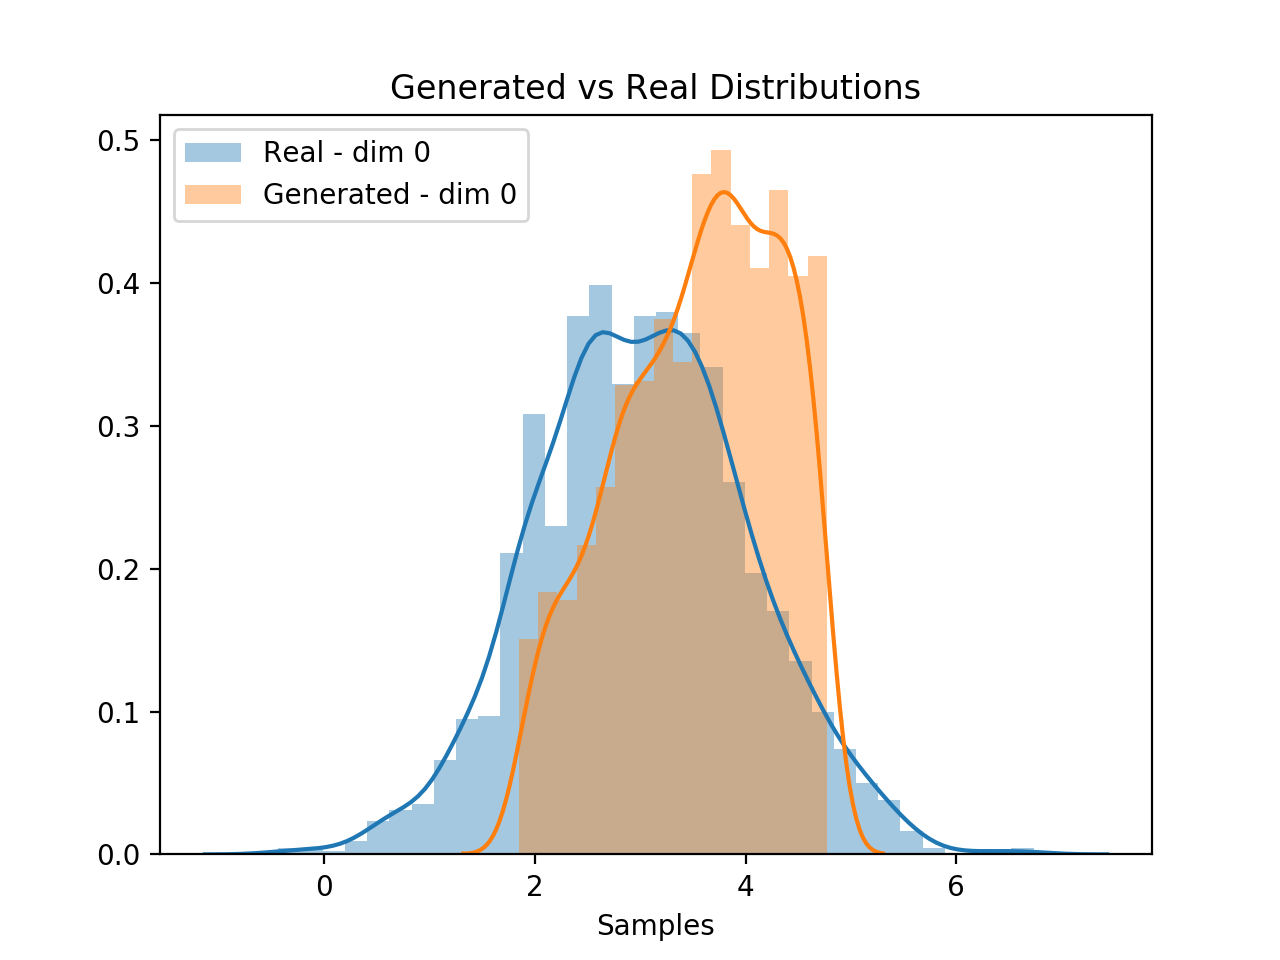 Generated vs Real Distributions
Real - dim 0
Generated - dim 0
0.5
0.4
0.3
0.2
0.1
0.0
0 2 4 6
Samples